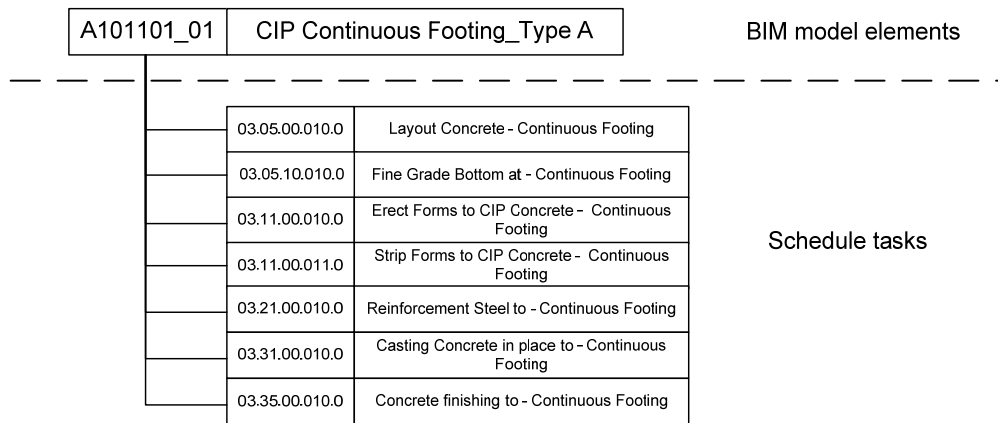 A101101_01 CIP Continuous Footing_Type A BIM model elements
03.05.00.010.0 Layout Concrete - Continuous Footing
03.05.10.010.0 Fine Grade Bottom at - Continuous Footing
03.11.00.010.0 Erect Forms to CIP Concrete - Continuous
Footing
Schedule tasks
03.11.00.011.0 Strip Forms to CIP Concrete - Continuous
Footing
03.21.00.010.0 Reinforcement Steel to - Continuous Footing
03.31.00.010.0 Casting Concrete in place to - Continuous
Footing
03.35.00.010.0 Concrete finishing to - Continuous Footing